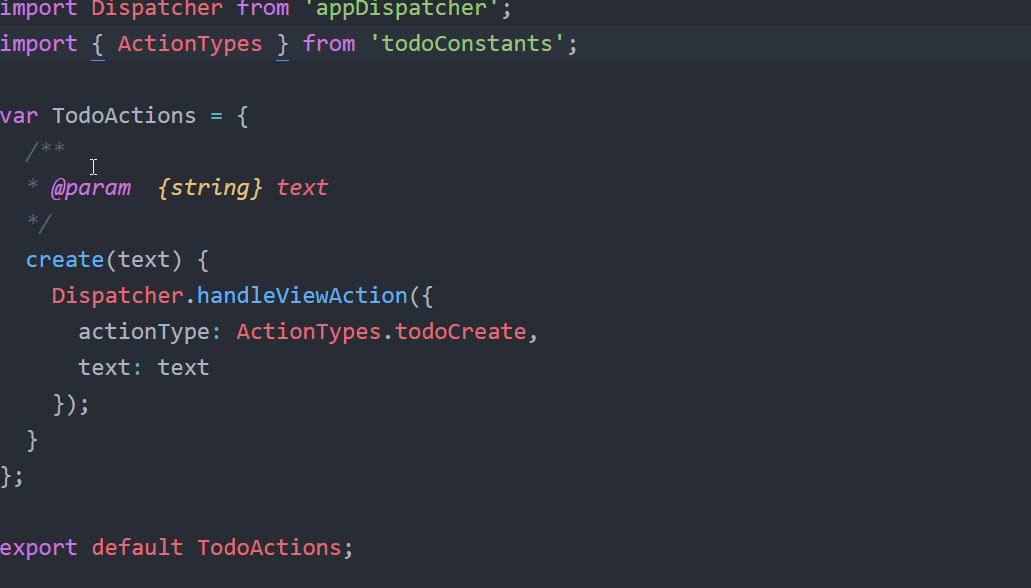 import Dispatcher from 'appDispatcher';
import { ActionTypes } from 'todoConstants';
var TodoActions = {
  /**
  * @param  {string} text
  */
  create(text) {
    Dispatcher.handleViewAction({
      actionType: ActionTypes.todoCreate,
      text: text
    });
  }
};
export default TodoActions;